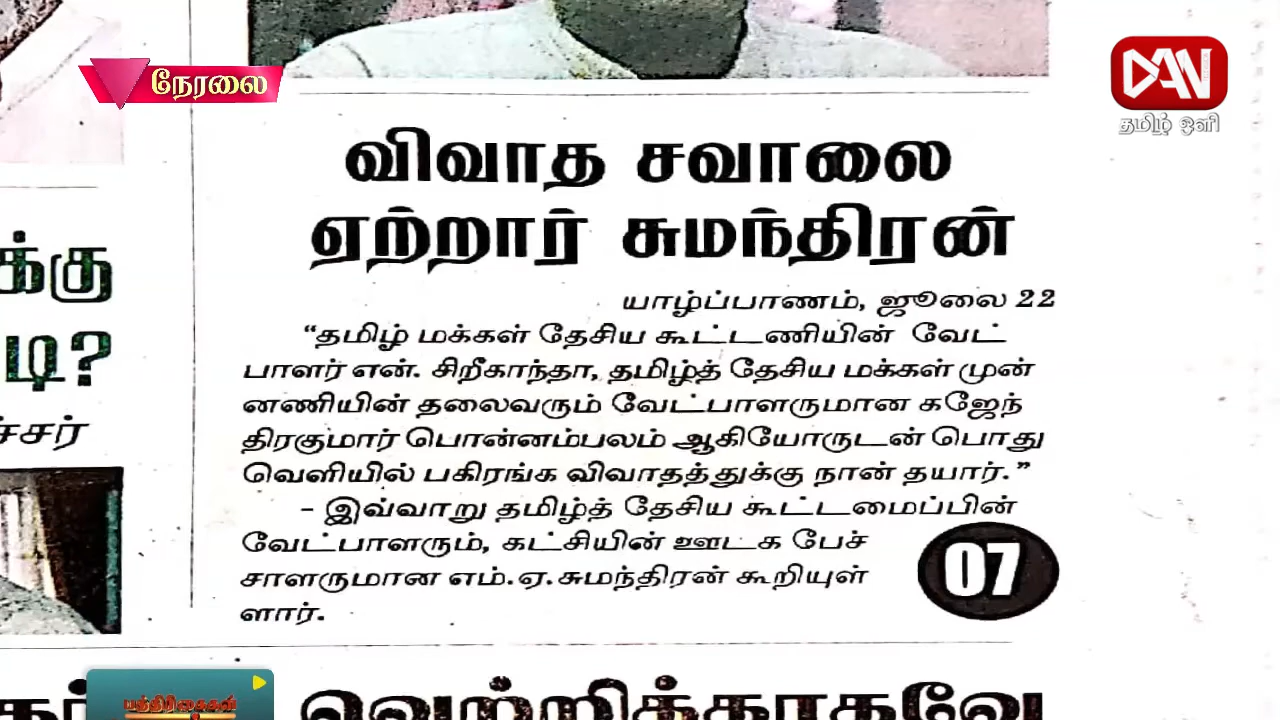 நேரலை
DAN
தமிழ் ஒளி
விவாத சவாலை
ஏற்றார் சுமந்திரன்
யாழ்ப்பாணம், ஜூலை 22
“தமிழ் மக்கள் தேசிய கூட்டணியின் வேட்
பாளர் என். சிறீகாந்தா, தமிழ்த் தேசிய மக்கள் முன்
னணியின் தலைவரும் வேட்பாளருமான கஜேந்
திரகுமார் பொன்னம்பலம் ஆகியோருடன் பொது
வெளியில் பகிரங்க விவாதத்துக்கு நான் தயார்.”
– இவ்வாறு தமிழ்த் தேசிய கூட்டமைப்பின்
வேட்பாளரும், கட்சியின் ஊடக பேச்
சாளருமான எம்.ஏ.சுமந்திரன் கூறியுள்
ளார்.
07
க்கு
டி?
ச்சர்
வெற்றிக்காகவே
பத்திரிகைகளி